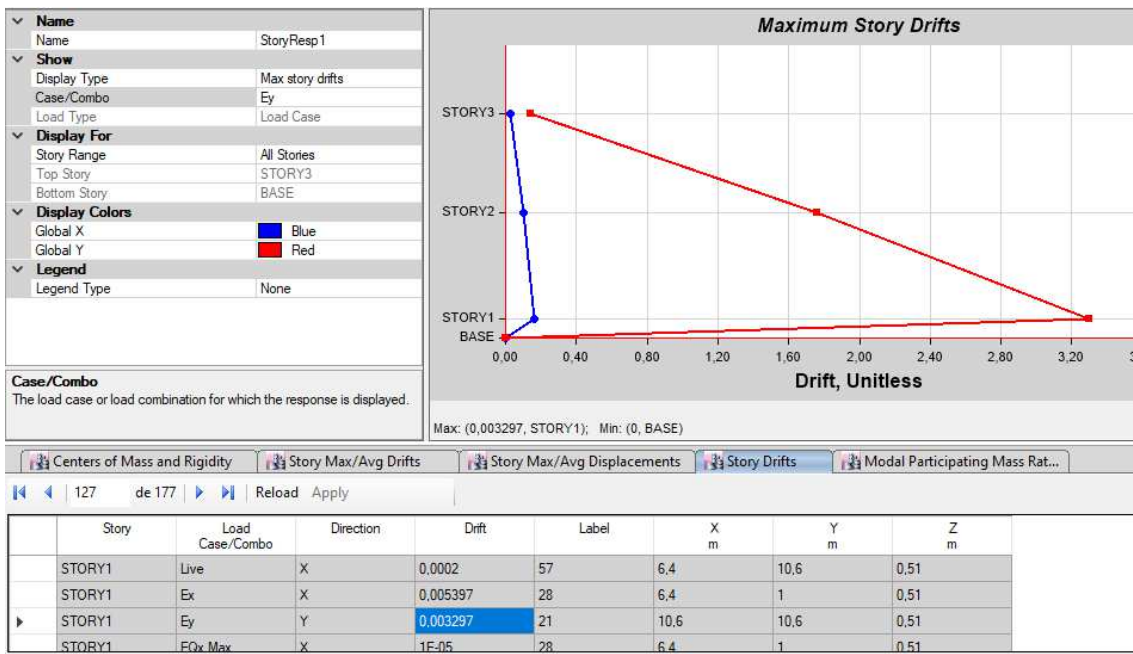 Name
Name StoryResp1
Show
Display Type Max story drifts
Case/Combo Ey
Load Type Load Case
Display For
Story Range All Stories
Top Story STORY3
Bottom Story BASE
Display Colors
Global X Blue
Global Y Red
Legend
Legend Type None
Case/Combo
The load case or load combination for which the response is displayed.
Maximum Story Drifts
STORY3
STORY2
STORY1
BASE
0,00 0,40 0,80 1,20 1,60 2,00 2,40 2,80 3,20
Drift, Unitless
Max: (0,003297, STORY1); Min: (0, BASE)
Centers of Mass and Rigidity Story Max/Avg Drifts Story Max/Avg Displacements Story Drifts Modal Participating Mass Rat...
127 de 177 Reload Apply
Story Load Case/Combo Direction Drift Label X m Y m Z m
STORY1 Live X 0,0002 57 6,4 10,6 0,51
STORY1 Ex X 0,005397 28 6,4 1 0,51
STORY1 Ey Y 0,003297 21 10,6 10,6 0,51
STORY1 EQx Max X 1E-05 28 6,4 1 0,51